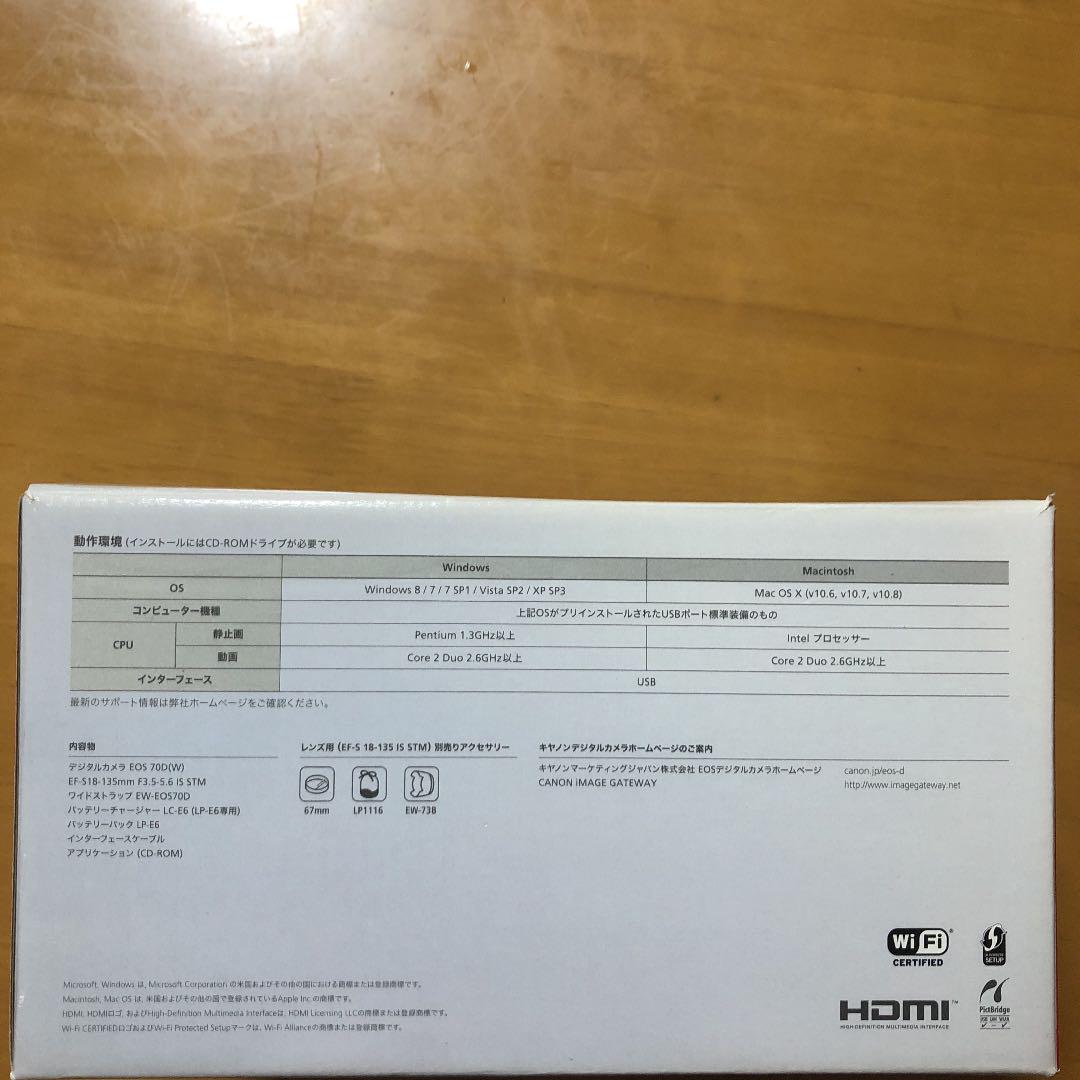 動作環境 (インストールにはCD-ROMドライブが必要です)
Windows Macintosh
OS Windows 8 / 7 / 7 SP1 / Vista SP2 / XP SP3 Mac OS X (v10.6, v10.7, v10.8)
コンピューター機種 上記OSがプリインストールされたUSBポート標準装備のもの
CPU 静止画 Pentium 1.3GHz以上 Intel プロセッサー
動画 Core 2 Duo 2.6GHz以上 Core 2 Duo 2.6GHz以上
インターフェース USB
最新のサポート情報は弊社ホームページをご確認ください。
内容物
デジタルカメラ EOS 70D(W)
EF-S18-135mm F3.5-5.6 IS STM
ワイドストラップ EW-EOS70D
バッテリーチャージャー LC-E6 (LP-E6専用)
バッテリーパック LP-E6
インターフェースケーブル
アプリケーション (CD-ROM)
レンズ用 (EF-S 18-135 IS STM) 別売りアクセサリー
67mm LP1116 EW-73B
キヤノンデジタルカメラホームページのご案内
キヤノンマーケティングジャパン株式会社 EOSデジタルカメラホームページ canon.jp/eos-d
CANON iMAGE GATEWAY http://www.imagegateway.net
Wi Fi®
CERTIFIED
SETUP
Microsoft, Windows は, Microsoft Corporation の米国およびその他の国における商標または登録商標です。
Macintosh, Mac OS は, 米国およびその他の国で登録されているApple Inc.の商標です。
HDMI, HDMIロゴ, およびHigh-Definition Multimedia Interfaceは, HDMI Licensing LLCの商標または登録商標です。
Wi-Fi CERTIFIEDロゴおよびWi-Fi Protected Setupマークは, Wi-Fi Allianceの商標または登録商標です。
HDMI™
HIGH-DEFINITION MULTIMEDIA INTERFACE
PictBridge